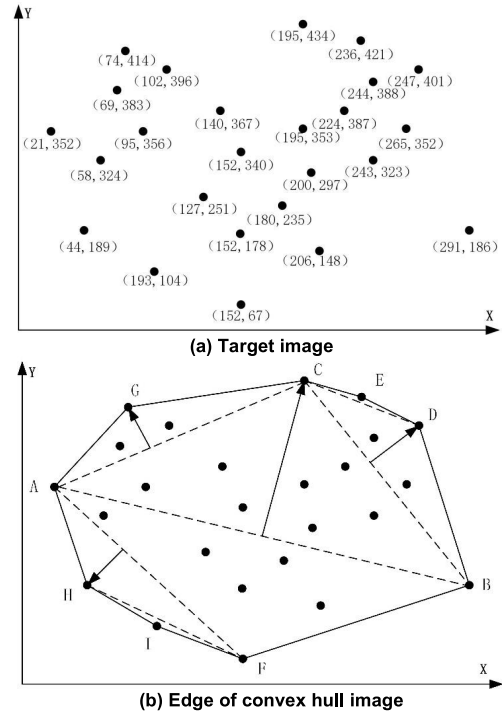 Y
(195, 434)
(236, 421)
(74, 414)
(102, 396)
(247, 401)
(244, 388)
(69, 383)
(140, 367)
(224, 387)
(21, 352)
(95, 356)
(195, 353)
(265, 352)
(152, 340)
(58, 324)
(243, 323)
(200, 297)
(127, 251)
(180, 235)
(44, 189)
(152, 178)
(291, 186)
(206, 148)
(193, 104)
(152, 67)
X
(a) Target image
Y
C
E
G
D
A
B
H
I
F
X
(b) Edge of convex hull image